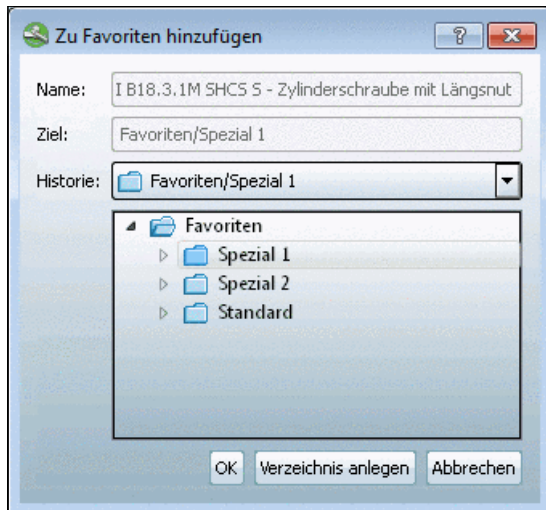 Zu Favoriten hinzufügen
?
Name: I B18.3.1M SHCS S - Zylinderschraube mit Längsnut
Ziel: Favoriten/Spezial 1
Historie: Favoriten/Spezial 1
Favoriten
Spezial 1
Spezial 2
Standard
OK Verzeichnis anlegen Abbrechen